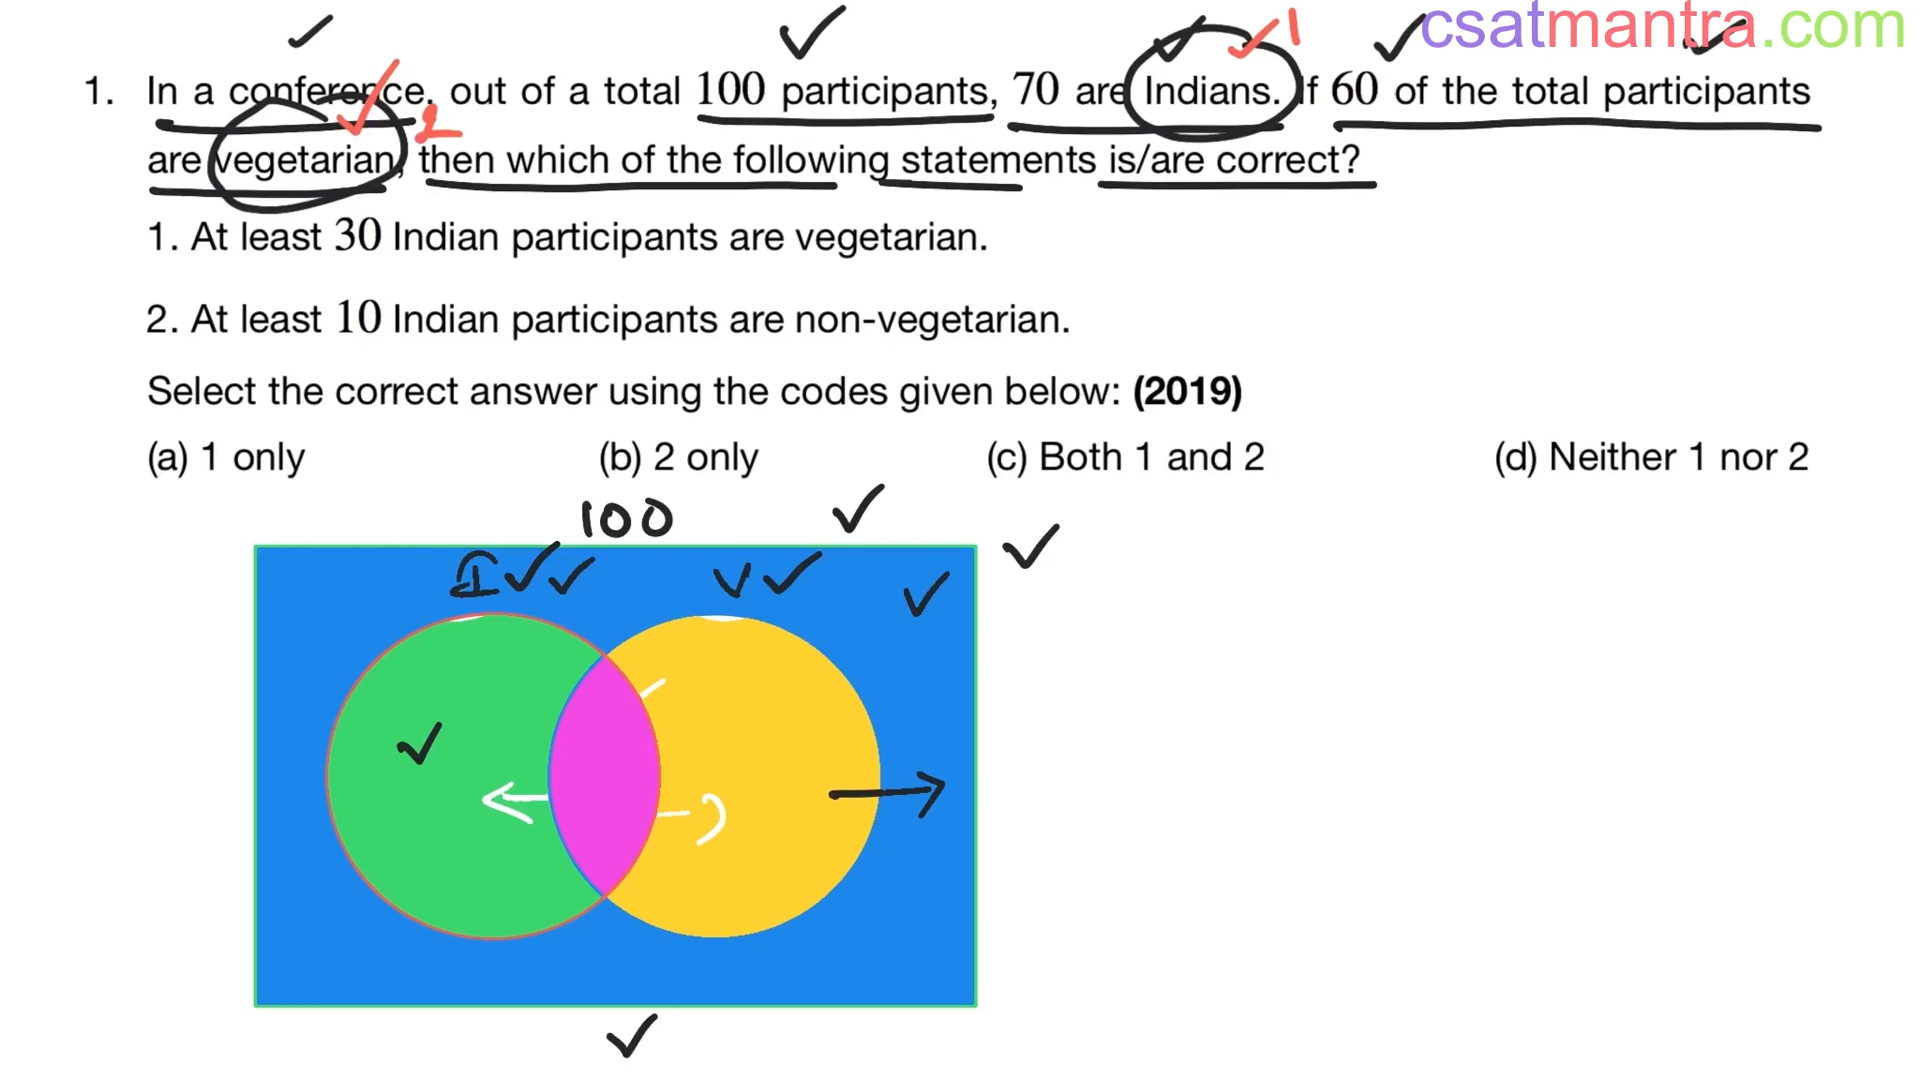 csatmantra.com
1
1. In a conference, out of a total 100 participants, 70 are Indians. If 60 of the total participants
2
are vegetarian, then which of the following statements is/are correct?
1. At least 30 Indian participants are vegetarian.
2. At least 10 Indian participants are non-vegetarian.
Select the correct answer using the codes given below: (2019)
(a) 1 only (b) 2 only (c) Both 1 and 2 (d) Neither 1 nor 2
100
I V